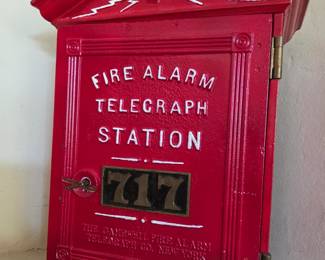 FIRE ALARM
TELEGRAPH
STATION
717
THE GAMEWELL FIRE ALARM
TELEGRAPH CO. NEW YORK